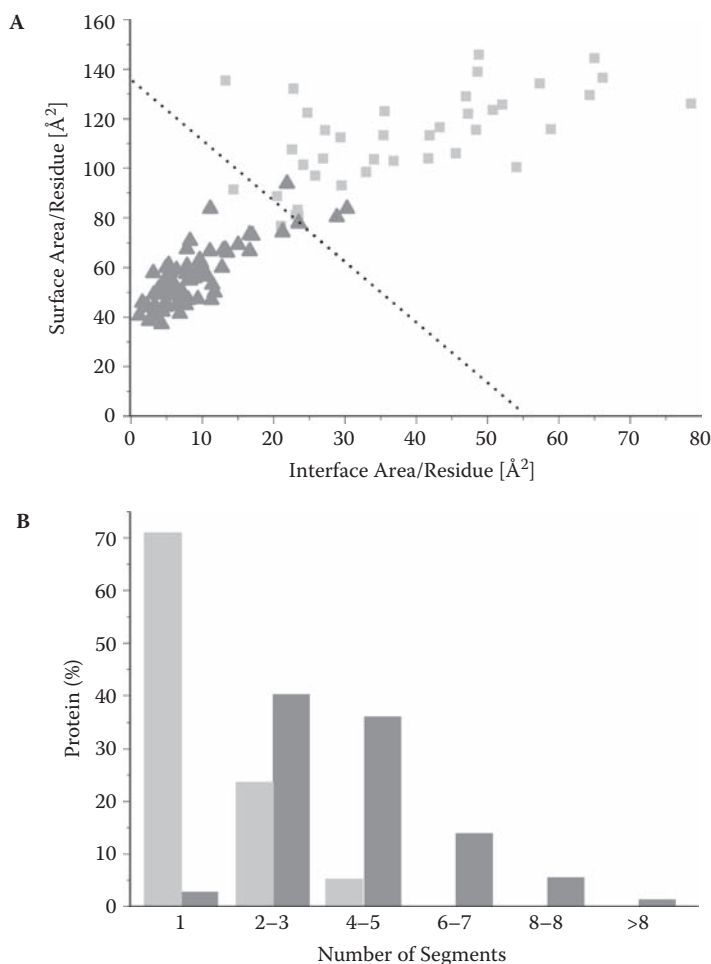 A
160
140
120
100
80
60
40
20
0
Surface Area/Residue [Å²]
0 10 20 30 40 50 60 70 80
Interface Area/Residue [Å²]
B
70
60
50
40
30
20
10
0
Protein (%)
1 2–3 4–5 6–7 8–8 >8
Number of Segments